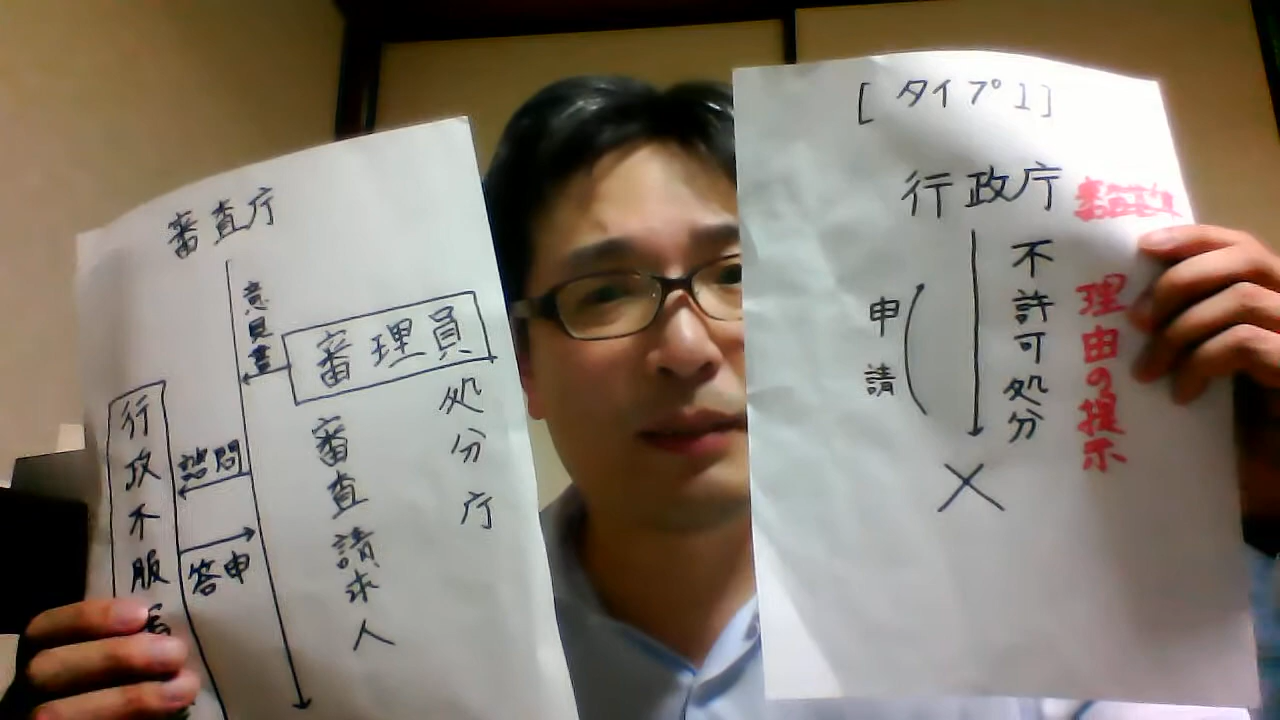 審査庁
意見書
審理員
処分庁
審査請求人
行政不服
諮問
答申
[タイプ1]
行政庁
不許可処分
申請
理由の提示
×